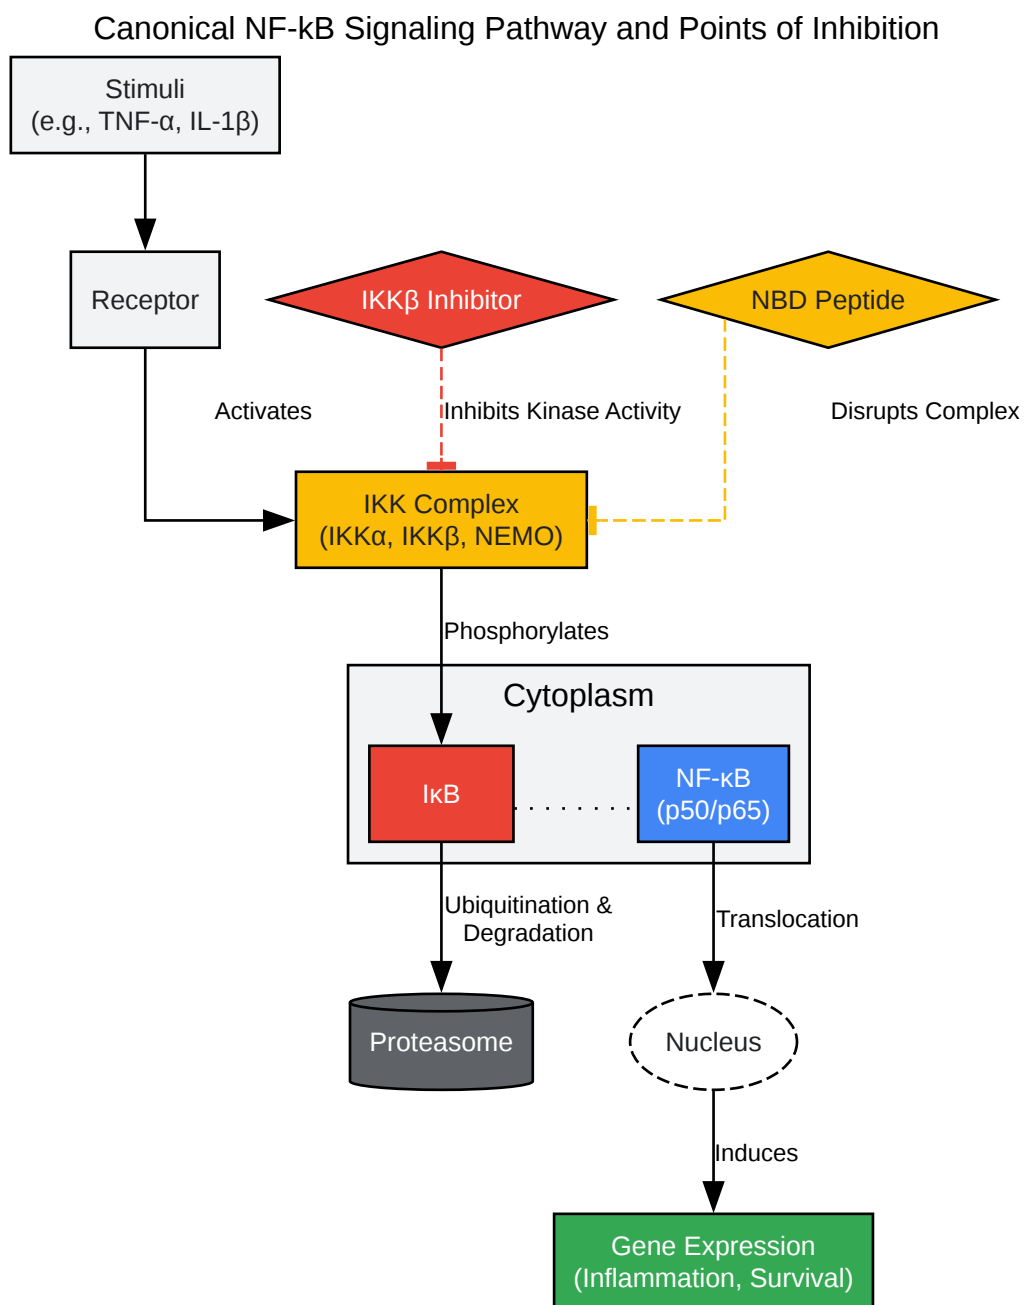 Canonical NF-kB Signaling Pathway and Points of Inhibition
Stimuli
(e.g., TNF-α, IL-1β)
Receptor
IKKβ Inhibitor
NBD Peptide
Activates
Inhibits Kinase Activity
Disrupts Complex
IKK Complex
(IKKα, IKKβ, NEMO)
Phosphorylates
Cytoplasm
IκB
NF-κB
(p50/p65)
Ubiquitination &
Degradation
Translocation
Proteasome
Nucleus
Induces
Gene Expression
(Inflammation, Survival)